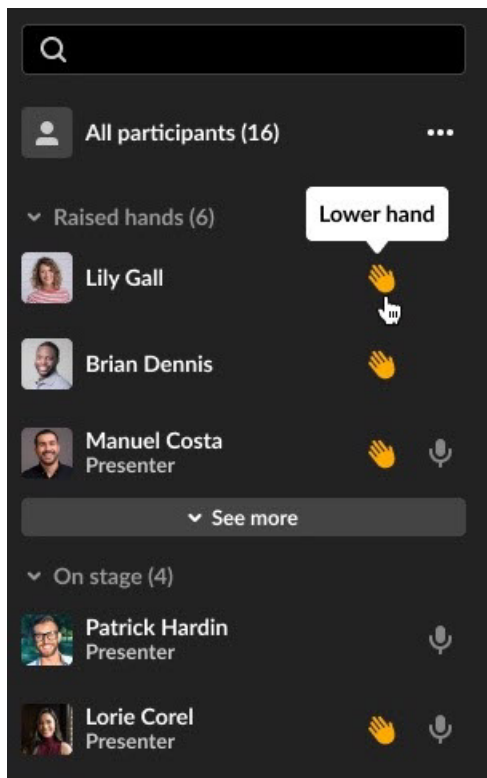 All participants (16)
Lower hand
Raised hands (6)
Lily Gall
Brian Dennis
Manuel Costa
Presenter
See more
On stage (4)
Patrick Hardin
Presenter
Lorie Corel
Presenter